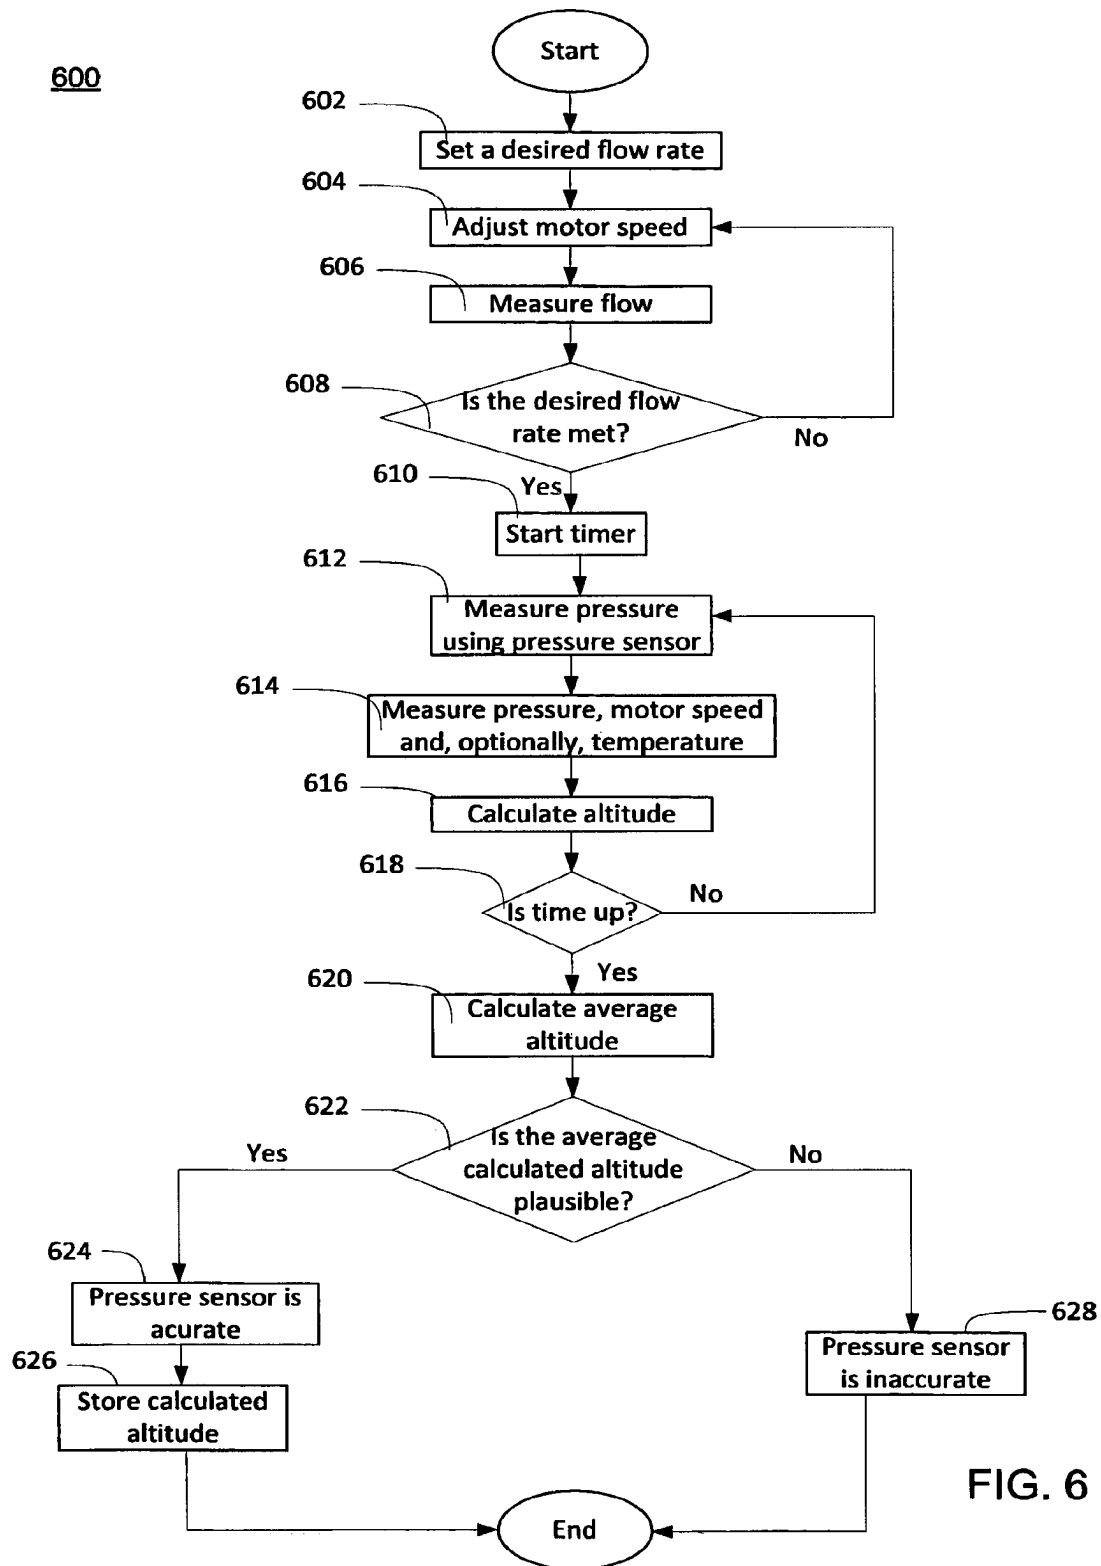 Start
600
602
Set a desired flow rate
604
Adjust motor speed
606
Measure flow
608
Is the desired flow
rate met?
No
610
Yes
Start timer
612
Measure pressure
using pressure sensor
614
Measure pressure, motor speed
and, optionally, temperature
616
Calculate altitude
618
No
Is time up?
Yes
620
Calculate average
altitude
622
Is the average
calculated altitude
plausible?
Yes
No
624
Pressure sensor is
acurate
628
Pressure sensor
is inaccurate
626
Store calculated
altitude
FIG. 6
End